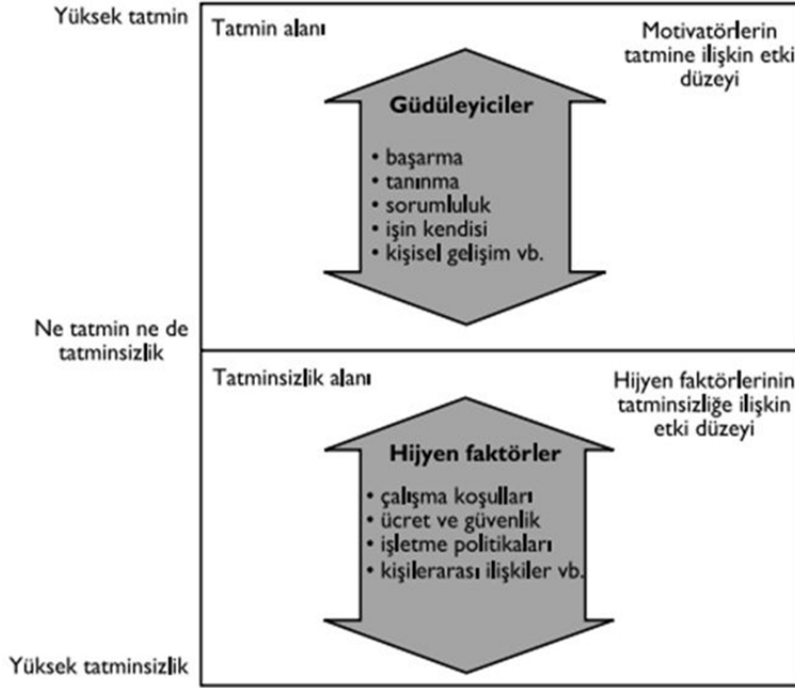 Yüksek tatmin
Tatmin alanı
Motivatörlerin
tatmine ilişkin etki
düzeyi
Güdüleyiciler
• başarma
• tanınma
• sorumluluk
• işin kendisi
• kişisel gelişim vb.
Ne tatmin ne de
tatminsizlik
Tatminsizlik alanı
Hijyen faktörlerinin
tatminsizliğe ilişkin
etki düzeyi
Hijyen faktörler
• çalışma koşulları
• ücret ve güvenlik
• işletme politikaları
• kişilerarası ilişkiler vb.
Yüksek tatminsizlik